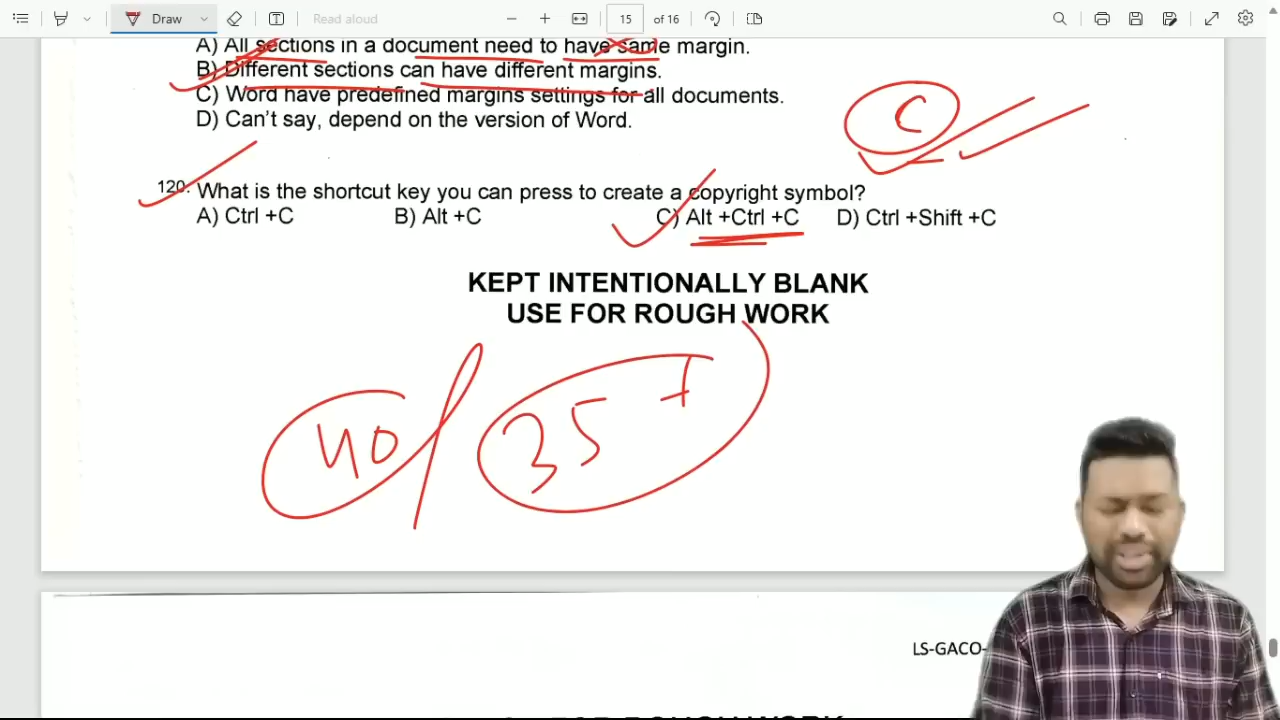 Draw
Read aloud
15 of 16
A) All sections in a document need to have same margin.
B) Different sections can have different margins.
C) Word have predefined margins settings for all documents.
D) Can't say, depend on the version of Word.
C
120. What is the shortcut key you can press to create a copyright symbol?
A) Ctrl +C B) Alt +C C) Alt +Ctrl +C D) Ctrl +Shift +C
KEPT INTENTIONALLY BLANK
USE FOR ROUGH WORK
40/ 35+
LS-GACO-